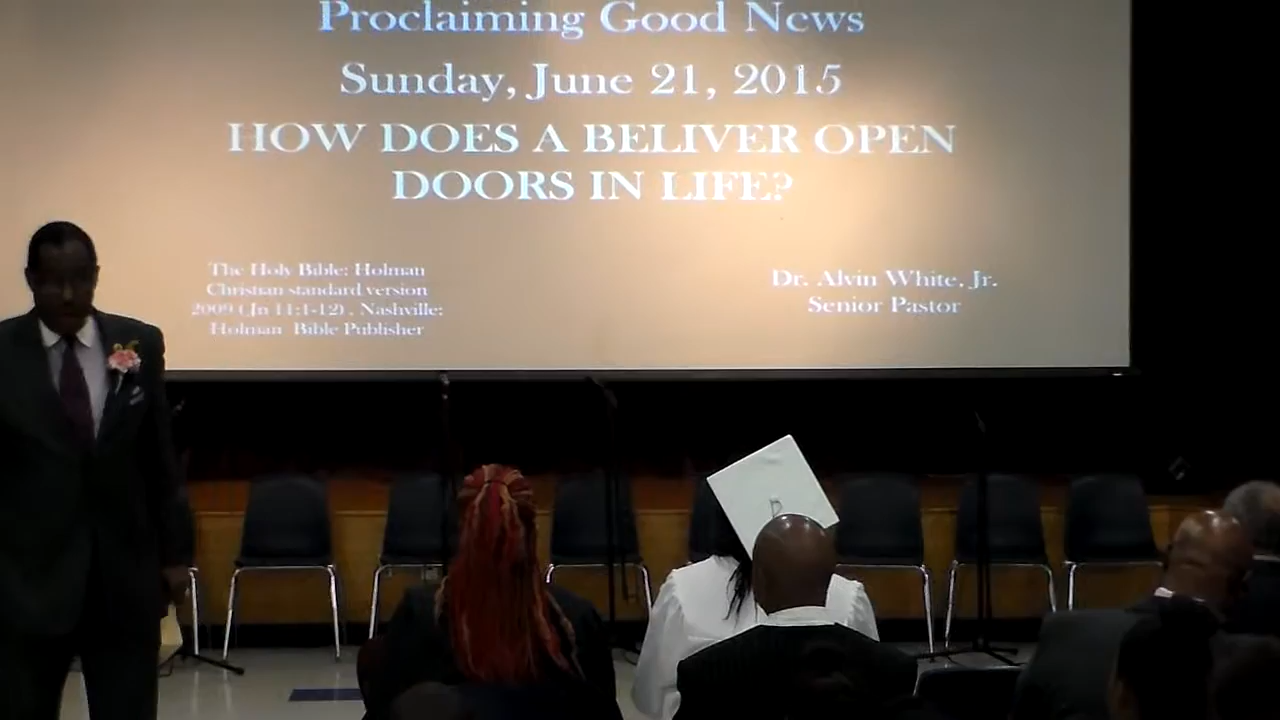 Proclaiming Good News
Sunday, June 21, 2015
HOW DOES A BELIVER OPEN
DOORS IN LIFE?
The Holy Bible: Holman
Christian standard version
2009 (Jn 11:1-12) , Nashville:
Holman Bible Publisher
Dr. Alvin White, Jr.
Senior Pastor